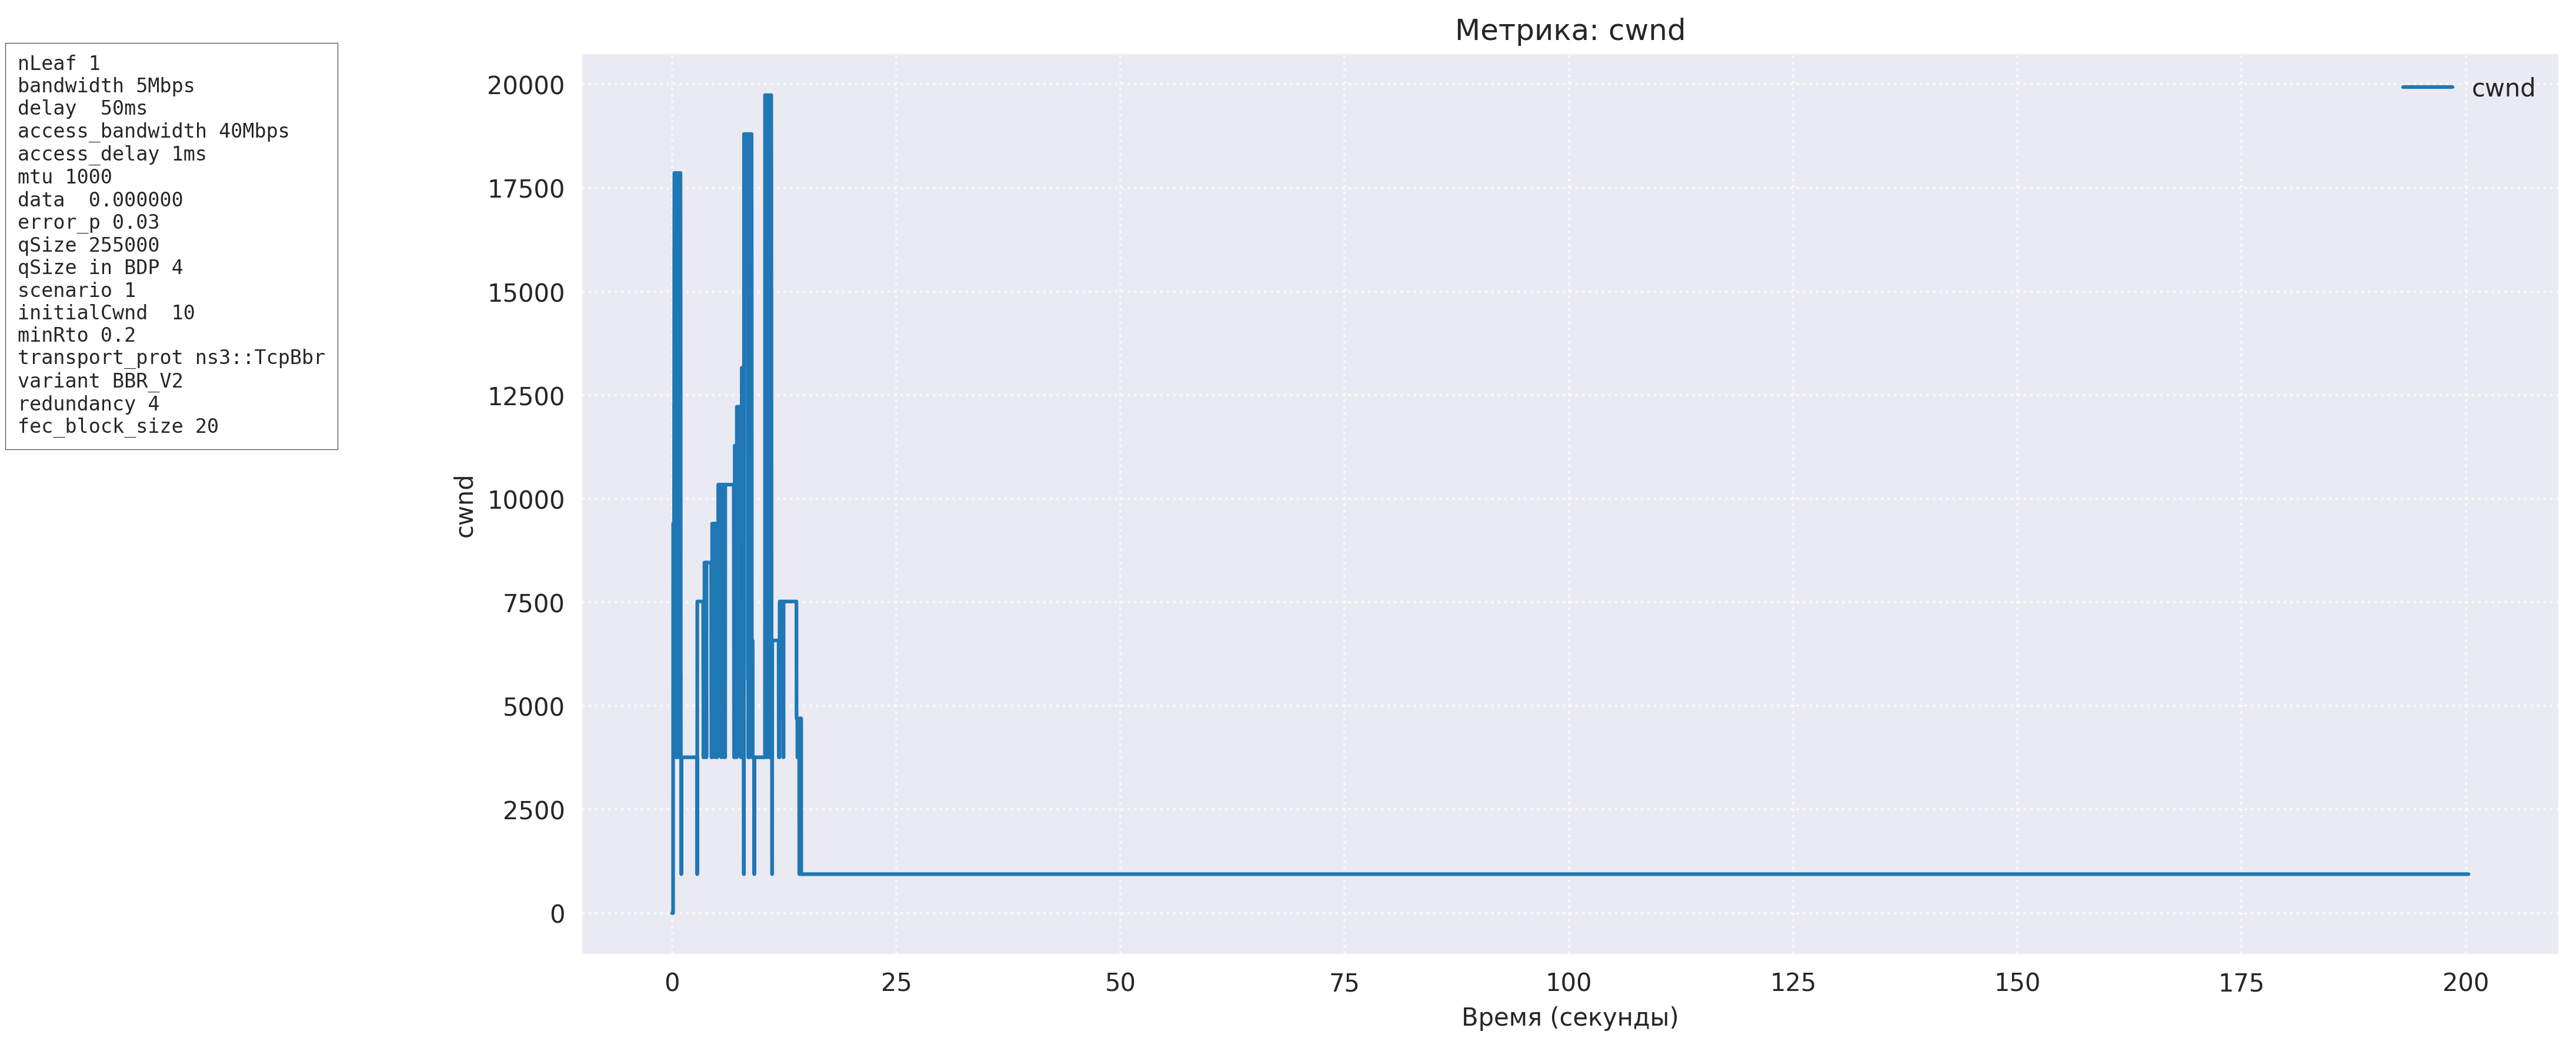 Метрика: cwnd
nLeaf 1
bandwidth 5Mbps
delay  50ms
access_bandwidth 40Mbps
access_delay 1ms
mtu 1000
data  0.000000
error_p 0.03
qSize 255000
qSize in BDP 4
scenario 1
initialCwnd  10
minRto 0.2
transport_prot ns3::TcpBbr
variant BBR_V2
redundancy 4
fec_block_size 20
cwnd
20000
17500
15000
12500
10000
7500
5000
2500
0
cwnd
0 25 50 75 100 125 150 175 200
Время (секунды)